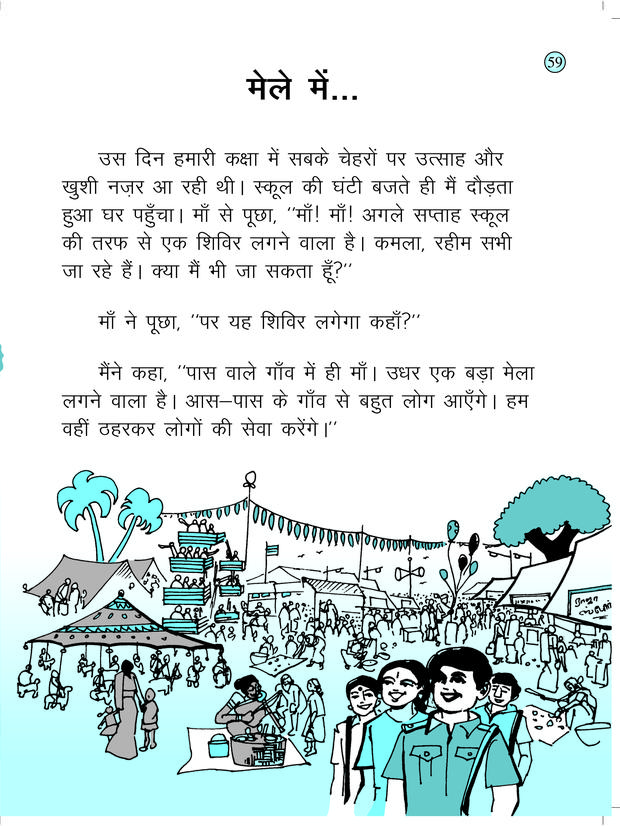 59
मेले में...
उस दिन हमारी कक्षा में सबके चेहरों पर उत्साह और
खुशी नज़र आ रही थी। स्कूल की घंटी बजते ही मैं दौड़ता
हुआ घर पहुँचा। माँ से पूछा, ''माँ! माँ! अगले सप्ताह स्कूल
की तरफ से एक शिविर लगने वाला है। कमला, रहीम सभी
जा रहे हैं। क्या मैं भी जा सकता हूँ?''
माँ ने पूछा, ''पर यह शिविर लगेगा कहाँ?''
मैंने कहा, ''पास वाले गाँव में ही माँ। उधर एक बड़ा मेला
लगने वाला है। आस–पास के गाँव से बहुत लोग आएँगे। हम
वहीं ठहरकर लोगों की सेवा करेंगे।''